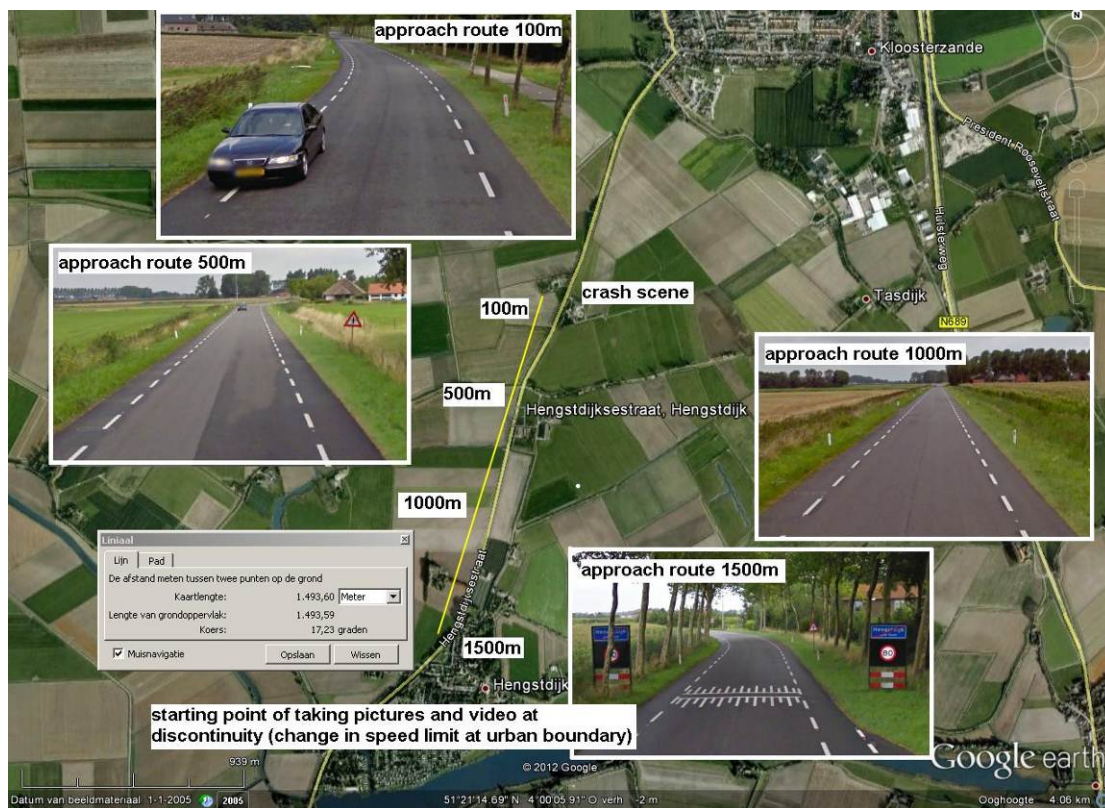 approach route 100m
N
Kloosterzande
President Rooseveltstraat
Hulste weg
approach route 500m
crash scene
Tasdijk
100m
N689
approach route 1000m
500m
Hengstdijksestraat, Hengstdijk
1000m
Liniaal
Lijn Pad
De afstand meten tussen twee punten op de grond
Kaartlengte: 1.493,60 Meter
Lengte van grondoppervlak: 1.493,59
Koers: 17,23 graden
Muisnavigatie Opslaan Wissen
Hengstdijksestraat
approach route 1500m
Hengstdijk
80
1500m
Hengstdijk
starting point of taking pictures and video at
discontinuity (change in speed limit at urban boundary)
939 m
© 2012 Google
Google earth
Datum van beeldmateriaal: 1-1-2005 2005 51°21'14.69" N 4°00'05.91" O verh -2 m Ooghoogte 4.06 km